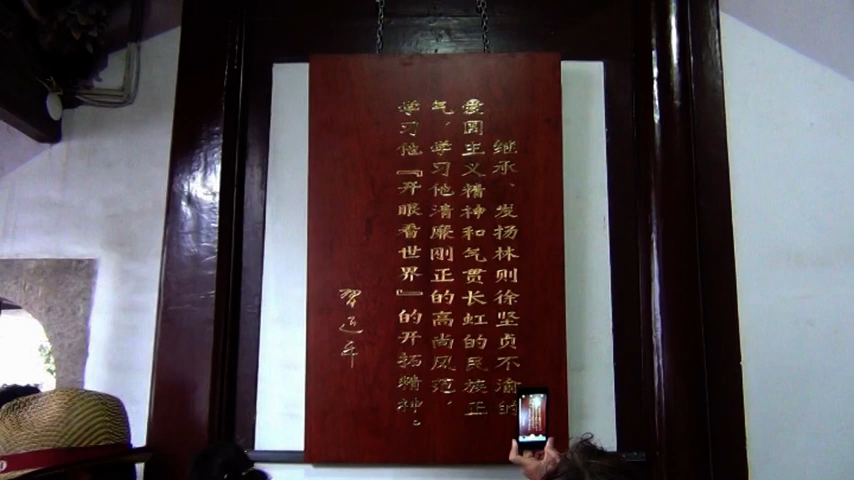 继承、发扬林则徐坚贞不渝的
爱国主义精神和气贯长虹的民族正
气，学习他清廉刚正的高尚风范，
学习他『开眼看世界』的开拓精神。
习近平